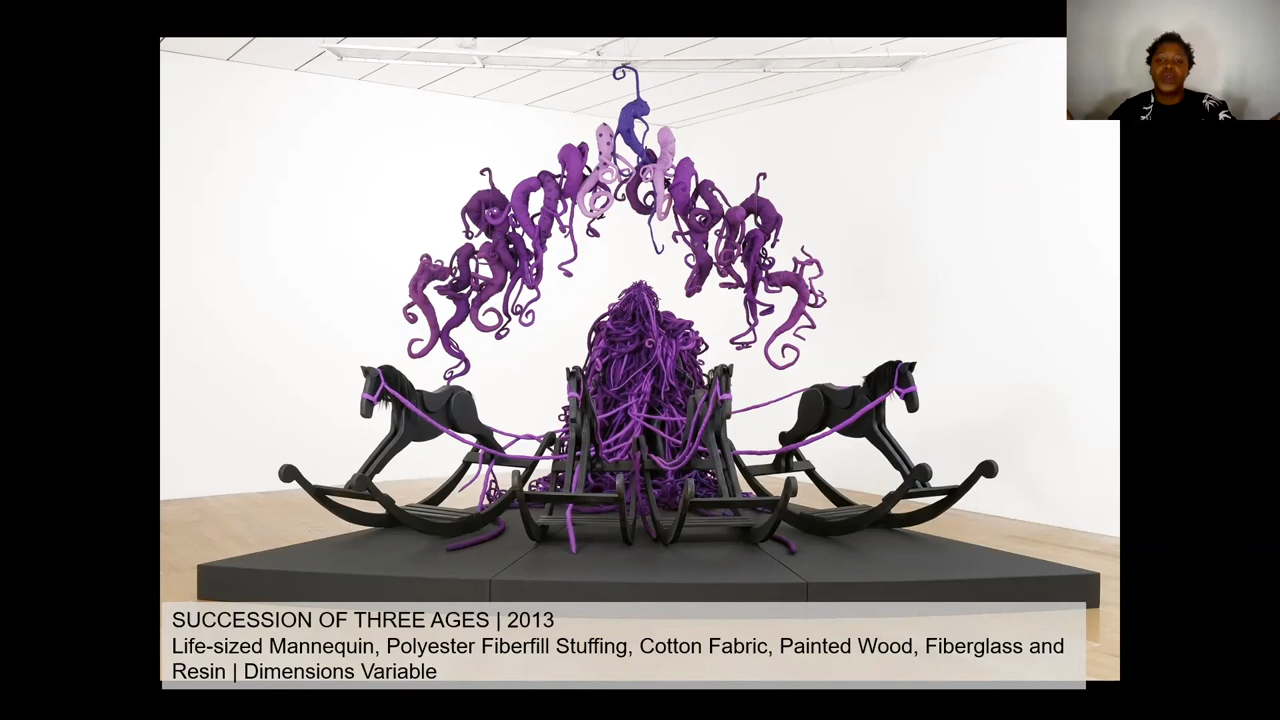 SUCCESSION OF THREE AGES | 2013
Life-sized Mannequin, Polyester Fiberfill Stuffing, Cotton Fabric, Painted Wood, Fiberglass and
Resin | Dimensions Variable